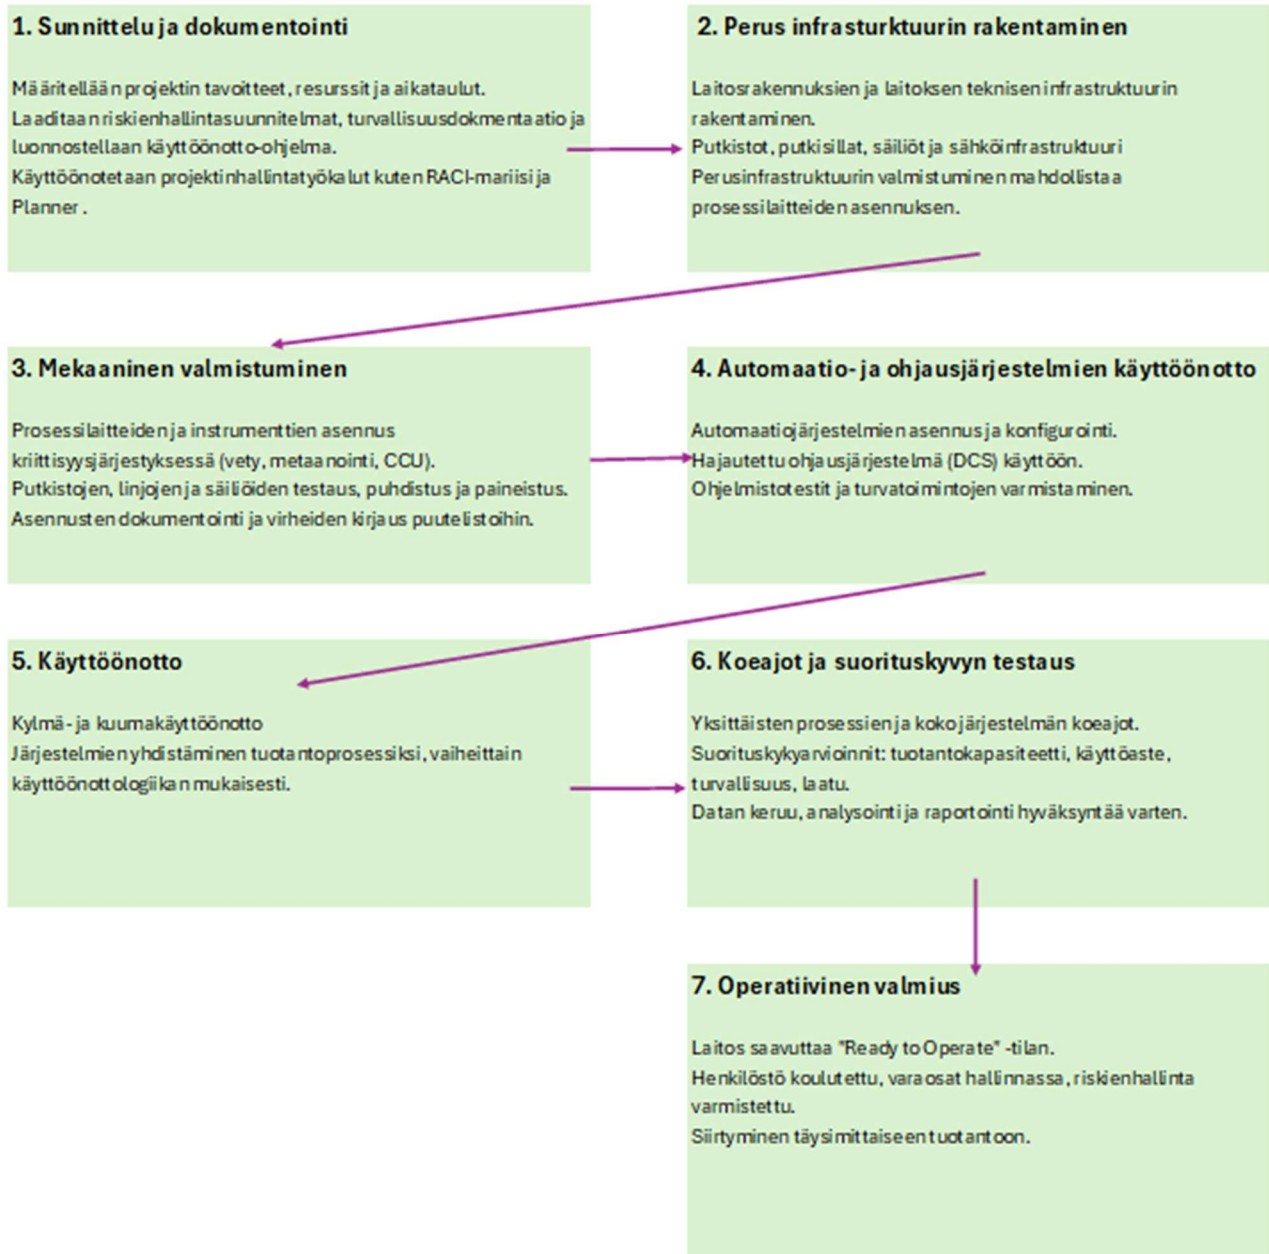 1. Sunnittelu ja dokumentointi
Määritellään projektin tavoitteet, resurssit ja aikataulut.
Laaditaan riskienhallintasuunnitelmat, turvallisuusdokmentaatio ja
luonnostellaan käyttöönotto-ohjelma.
Käyttöönotetaan projektinhallintatyökalut kuten RACI-mariisi ja
Planner .
2. Perus infrasturktuurin rakentaminen
Laitosrakennuksien ja laitoksen teknisen infrastruktuurin
rakentaminen.
Putkistot, putkisillat, säiliöt ja sähköinfrastruktuuri
Perusinfrastruktuurin valmistuminen mahdollistaa
prosessilaitteiden asennuksen.
3. Mekaaninen valmistuminen
Prosessilaitteiden ja instrumenttien asennus
kriittisyysjärjestyksessä (vety, metaanointi, CCU).
Putkistojen, linjojen ja säiliöiden testaus, puhdistus ja paineistus.
Asennusten dokumentointi ja virheiden kirjaus puutelistoihin.
4. Automaatio- ja ohjausjärjestelmien käyttöönotto
Automaatiojärjestelmien asennus ja konfigurointi.
Hajautettu ohjausjärjestelmä (DCS) käyttöön.
Ohjelmistotestit ja turvatoimintojen varmistaminen.
5. Käyttöönotto
Kylmä- ja kuumakäyttöönotto
Järjestelmien yhdistäminen tuotantoprosessiksi, vaiheittain
käyttöönottologiikan mukaisesti.
6. Koeajot ja suorituskyvyn testaus
Yksittäisten prosessien ja koko järjestelmän koeajot.
Suorituskykyarvioinnit: tuotantokapasiteetti, käyttöaste,
turvallisuus, laatu.
Datan keruu, analysointi ja raportointi hyväksyntää varten.
7. Operatiivinen valmius
Laitos saavuttaa "Ready to Operate" -tilan.
Henkilöstö koulutettu, varaosat hallinnassa, riskienhallinta
varmistettu.
Siirtyminen täysimittaiseen tuotantoon.